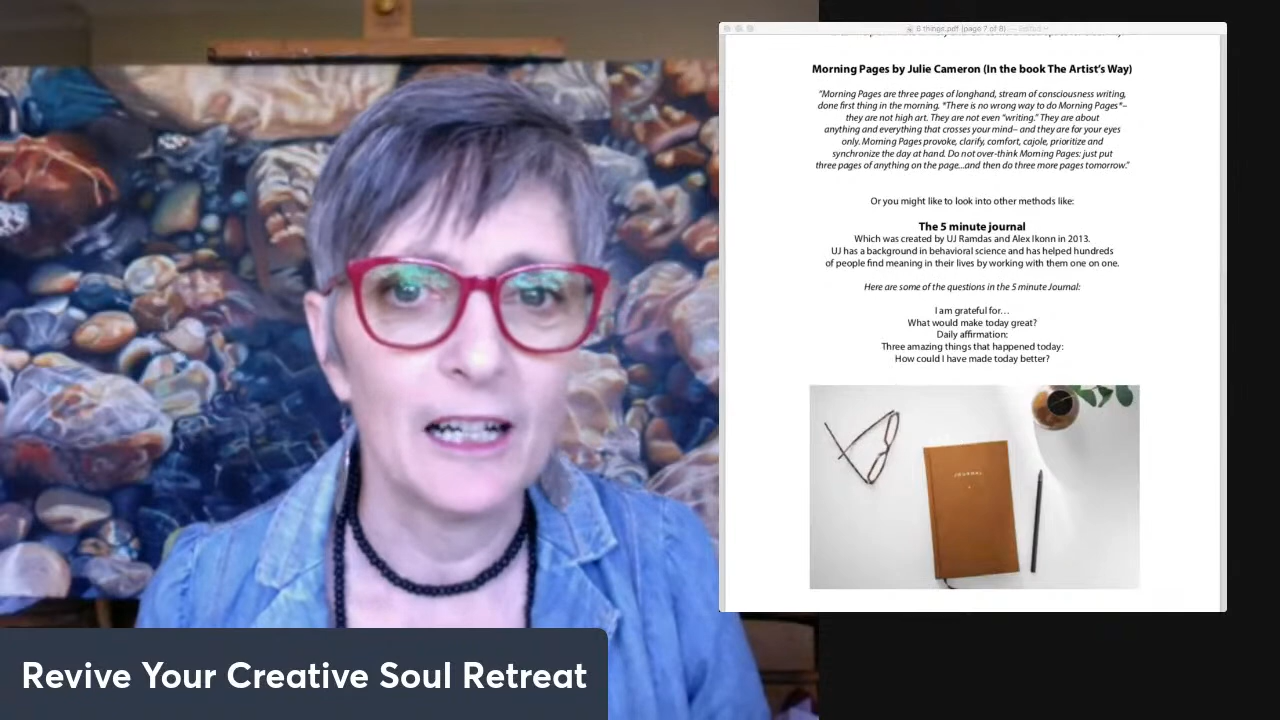 6 things.pdf (page 7 of 8)
Morning Pages by Julie Cameron (In the book The Artist's Way)
"Morning Pages are three pages of longhand, stream of consciousness writing,
done first thing in the morning. *There is no wrong way to do Morning Pages*–
they are not high art. They are not even "writing." They are about
anything and everything that crosses your mind– and they are for your eyes
only. Morning Pages provoke, clarify, comfort, cajole, prioritize and
synchronize the day at hand. Do not over-think Morning Pages: just put
three pages of anything on the page...and then do three more pages tomorrow."
Or you might like to look into other methods like:
The 5 minute journal
Which was created by UJ Ramdas and Alex Ikonn in 2013.
UJ has a background in behavioral science and has helped hundreds
of people find meaning in their lives by working with them one on one.
Here are some of the questions in the 5 minute Journal:
I am grateful for…
What would make today great?
Daily affirmation:
Three amazing things that happened today:
How could I have made today better?
JOURNAL
Revive Your Creative Soul Retreat